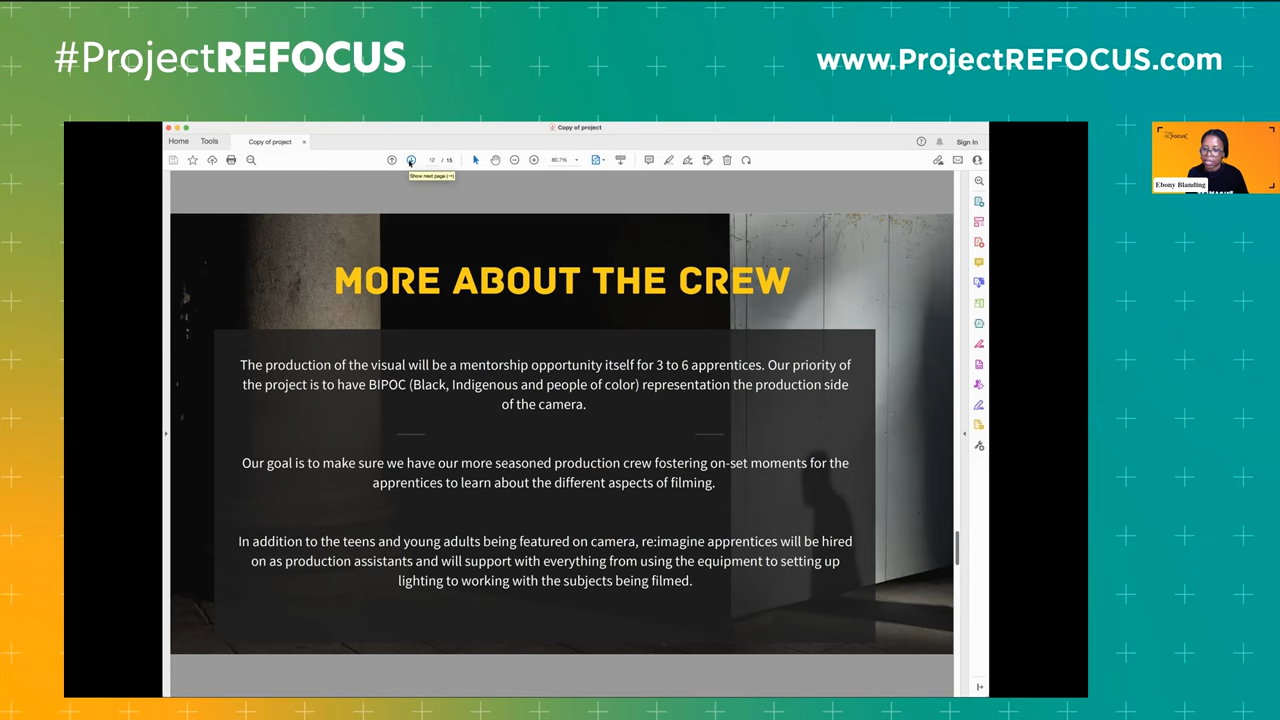 #ProjectREFOCUS
www.ProjectREFOCUS.com
Copy of project
Home
Tools
Copy of project
Sign In
12 / 15
80.7%
Show next page (→)
REFOCUS
Ebony Blanding
MORE ABOUT THE CREW
The production of the visual will be a mentorship opportunity itself for 3 to 6 apprentices. Our priority of
the project is to have BIPOC (Black, Indigenous and people of color) representation the production side
of the camera.
Our goal is to make sure we have our more seasoned production crew fostering on-set moments for the
apprentices to learn about the different aspects of filming.
In addition to the teens and young adults being featured on camera, re:imagine apprentices will be hired
on as production assistants and will support with everything from using the equipment to setting up
lighting to working with the subjects being filmed.